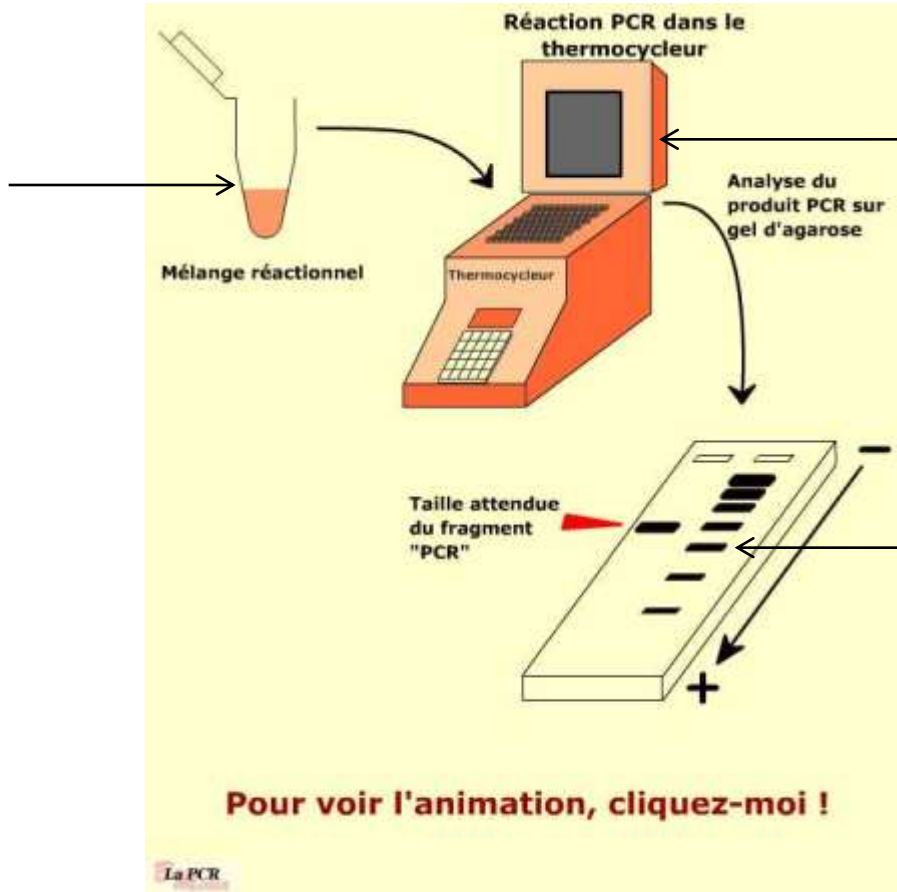 Réaction PCR dans le
thermocycleur
Analyse du
produit PCR sur
gel d'agarose
Mélange réactionnel
Thermocycleur
Taille attendue
du fragment
"PCR"
Pour voir l'animation, cliquez-moi !
La PCR